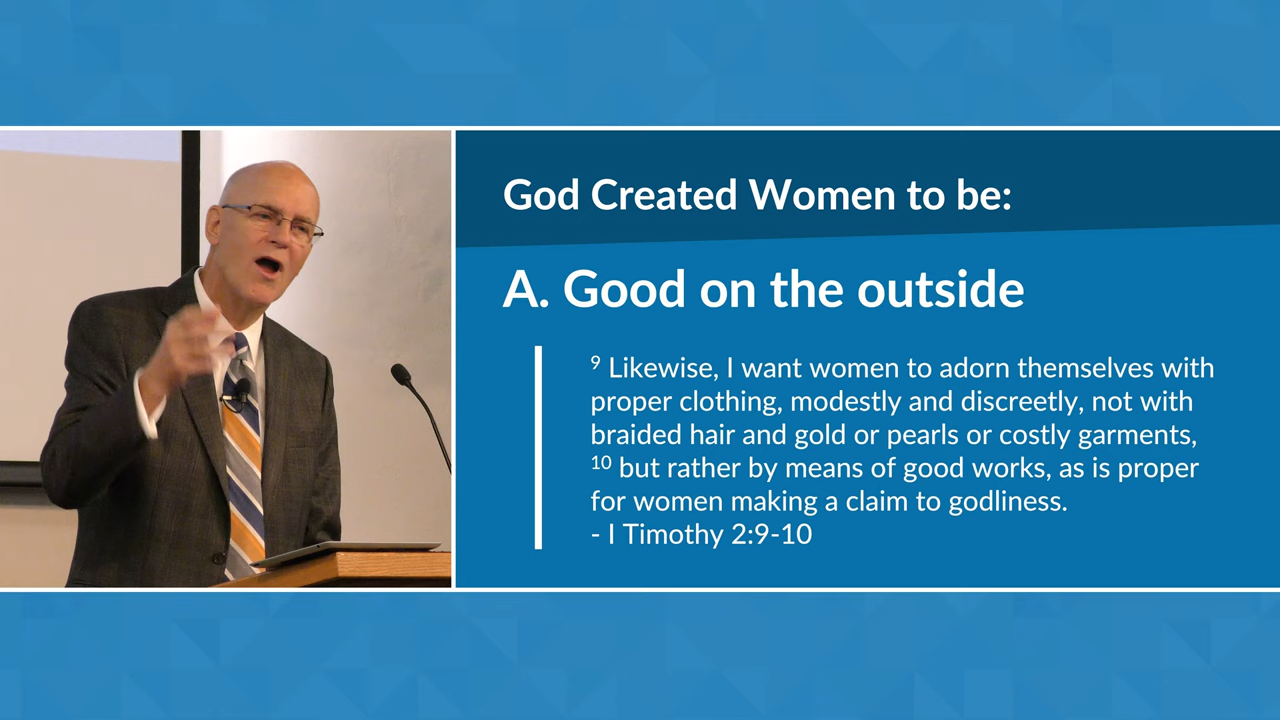 God Created Women to be:
A. Good on the outside
⁹ Likewise, I want women to adorn themselves with
proper clothing, modestly and discreetly, not with
braided hair and gold or pearls or costly garments,
¹⁰ but rather by means of good works, as is proper
for women making a claim to godliness.
- I Timothy 2:9-10